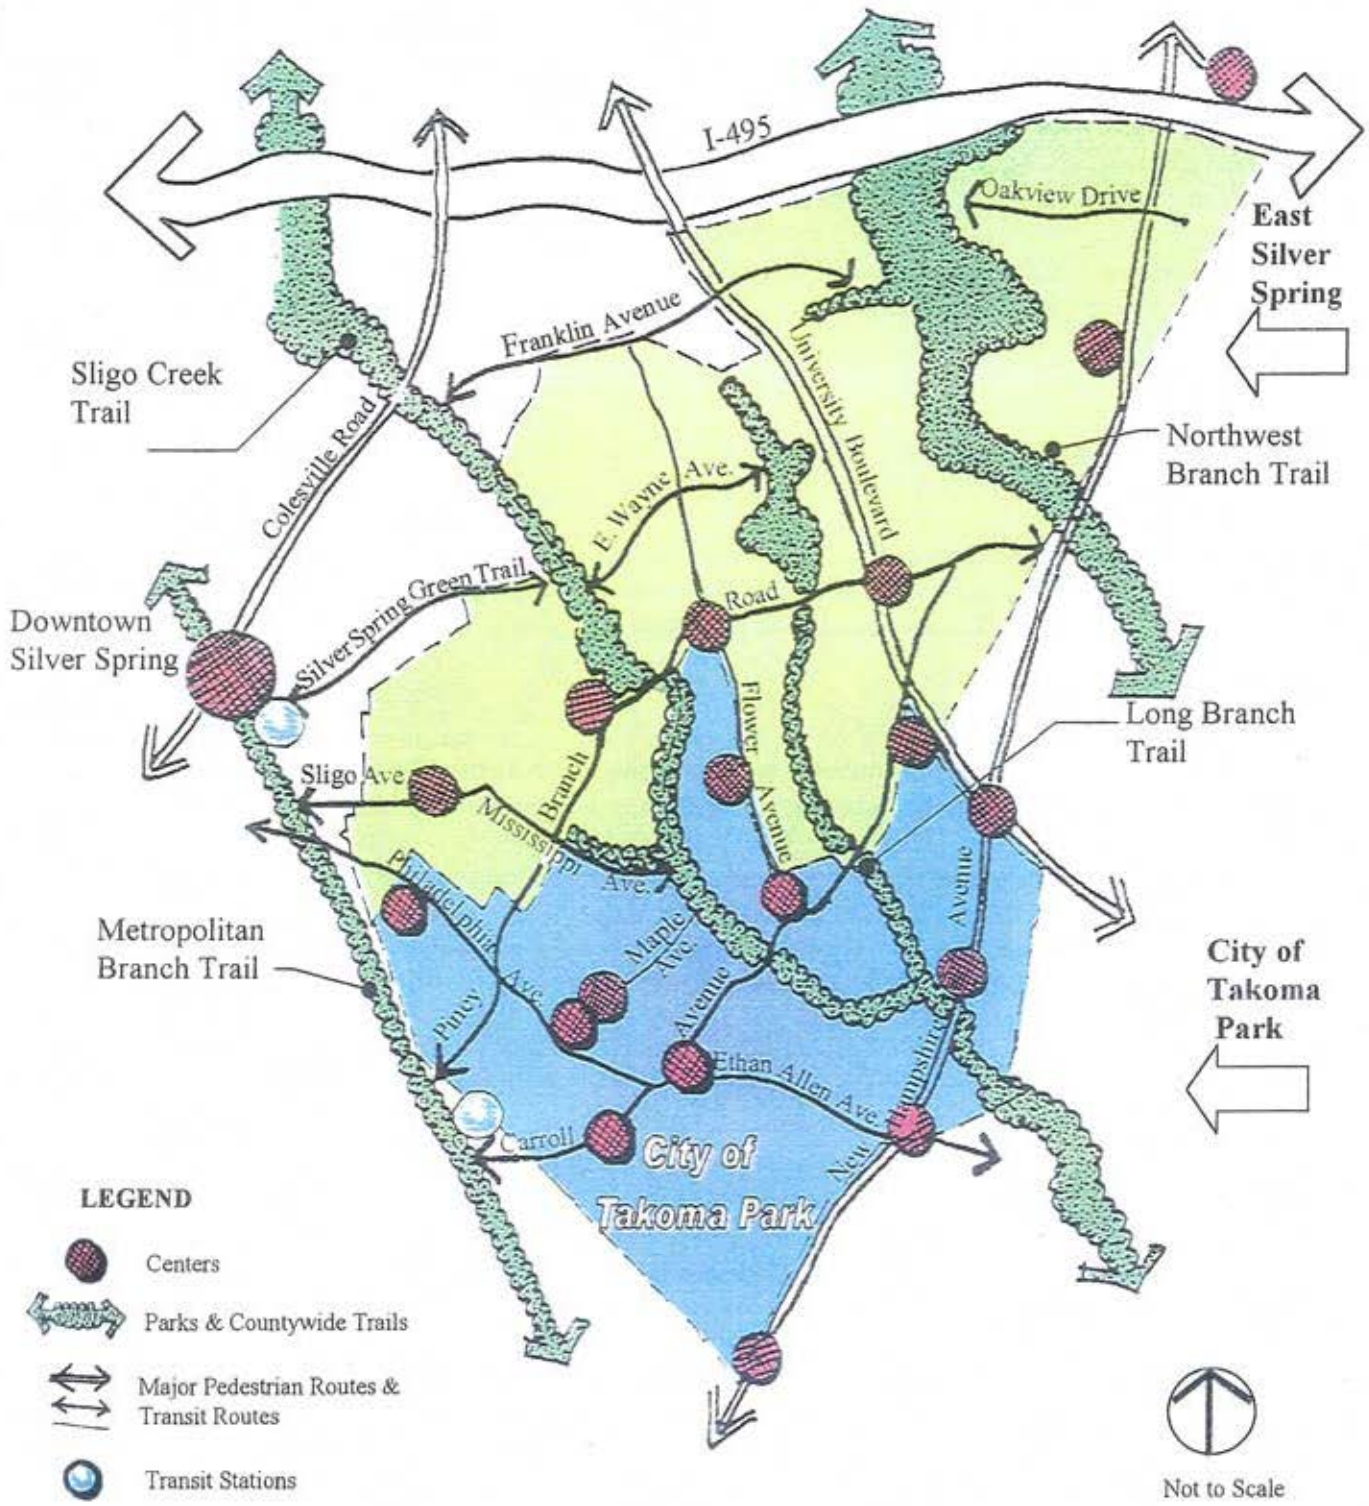 I-495
Oakview Drive
East
Silver
Spring
Franklin Avenue
University Boulevard
Sligo Creek
Trail
Colesville Road
Northwest
Branch Trail
E. Wayne Ave.
Silver Spring Green Trail
Road
Downtown
Silver Spring
Flower
Avenue
Long Branch
Trail
Sligo Ave
Branch
Mississippi
Ave.
Philadelphia Ave.
Maple
Ave.
Avenue
Avenue
Metropolitan
Branch Trail
Piney
City of
Takoma
Park
Ethan Allen Ave.
New
ampshire
Carroll
City of
Takoma Park
LEGEND
Centers
Parks & Countywide Trails
Major Pedestrian Routes &
Transit Routes
Transit Stations
Not to Scale